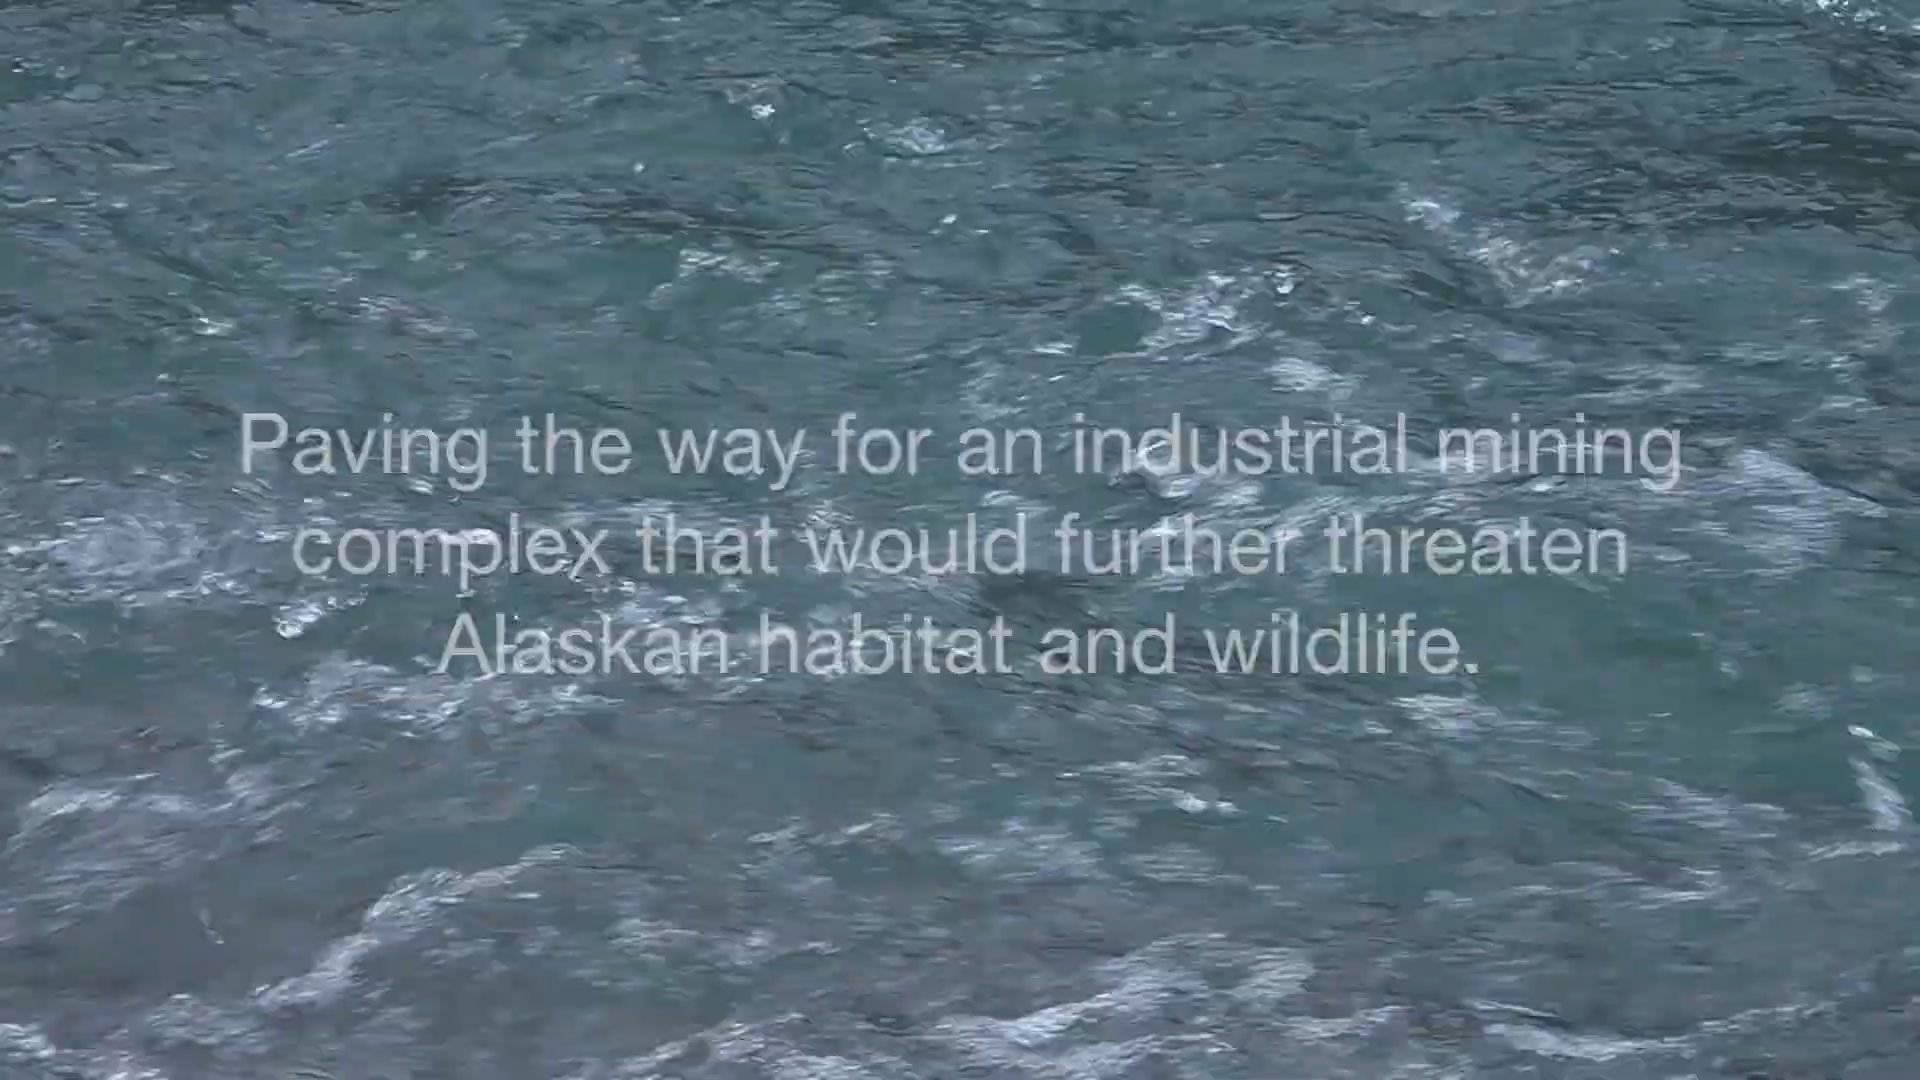 Paving the way for an industrial mining
complex that would further threaten
Alaskan habitat and wildlife.